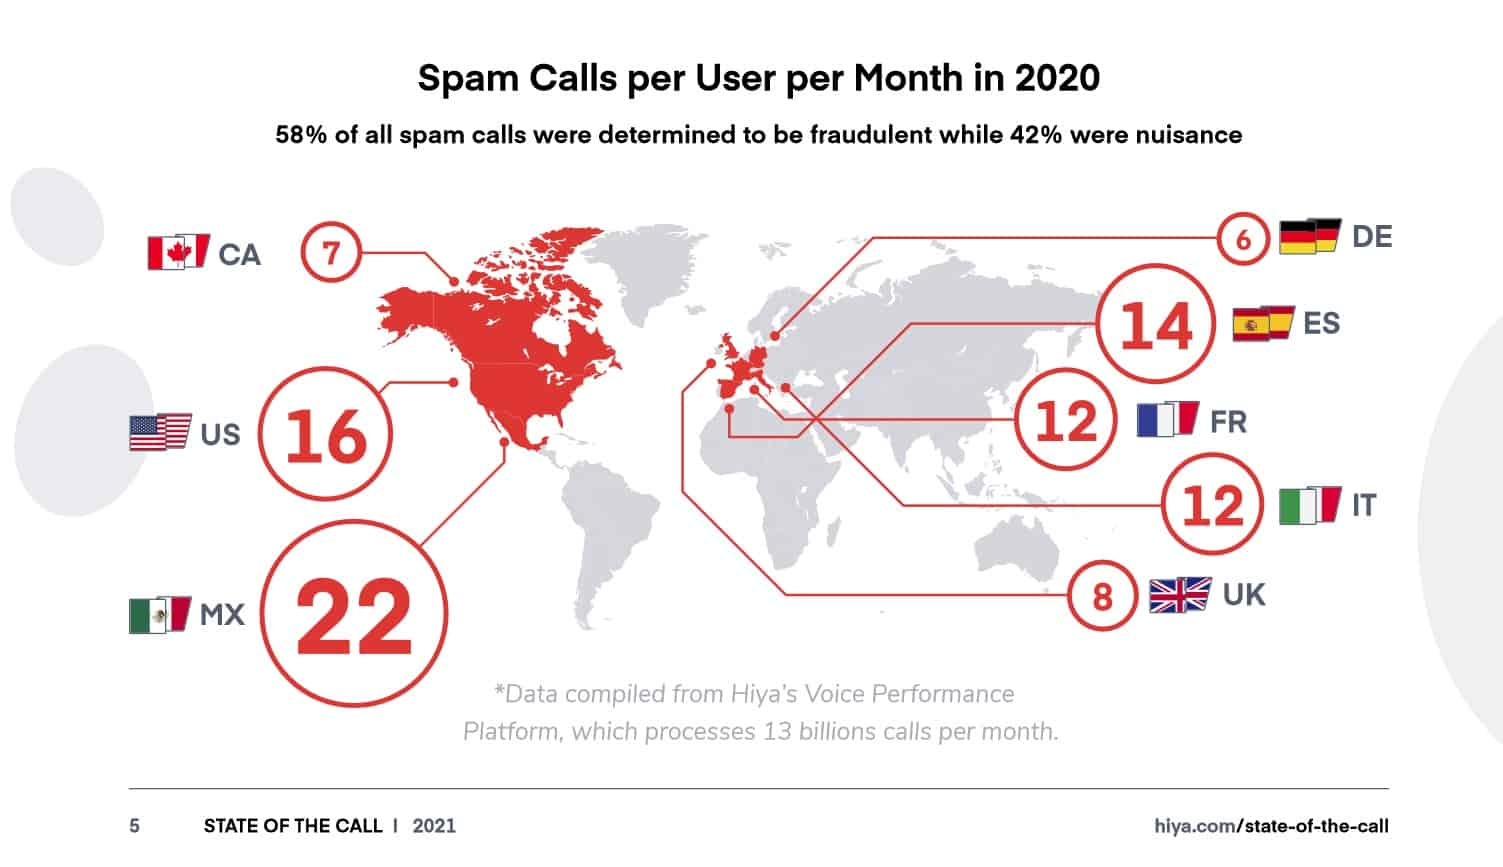 Spam Calls per User per Month in 2020
58% of all spam calls were determined to be fraudulent while 42% were nuisance
CA 7
US 16
MX 22
6 DE
14 ES
12 FR
12 IT
8 UK
*Data compiled from Hiya's Voice Performance
Platform, which processes 13 billions calls per month.
5 STATE OF THE CALL | 2021 hiya.com/state-of-the-call